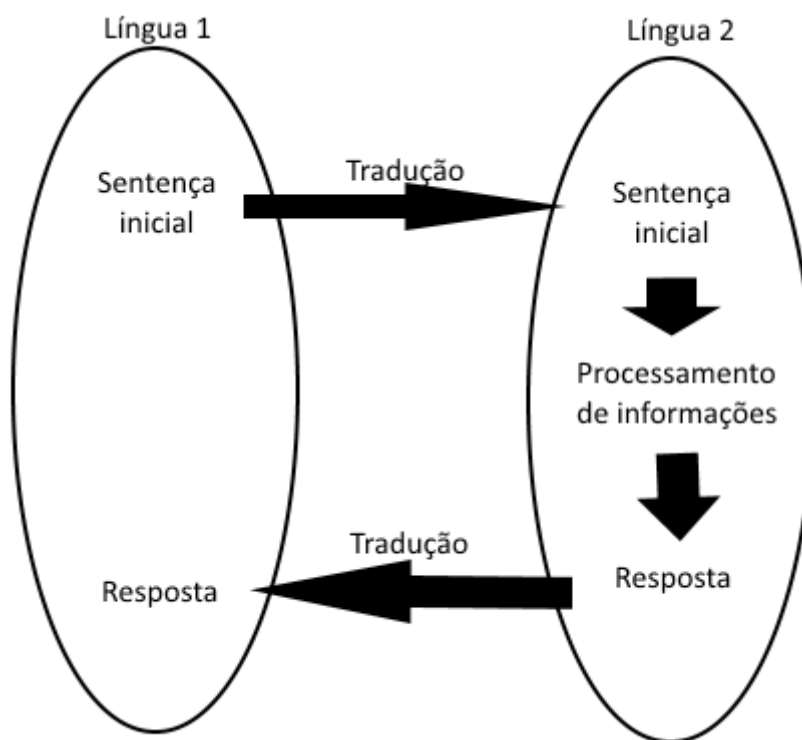 Língua 1
Língua 2
Sentença
inicial
Tradução
Sentença
inicial
Processamento
de informações
Tradução
Resposta
Resposta